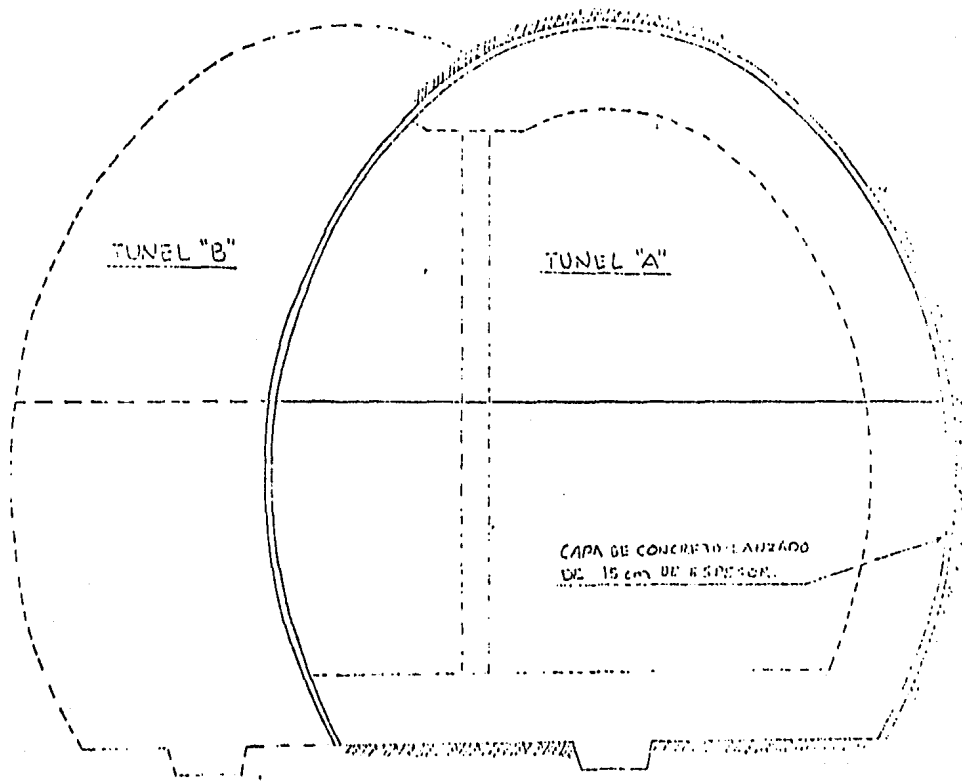 TUNEL "B"
TUNEL "A"
CAPA DE CONCRETO LANZADO
DE 15 cm DE ESPESOR.